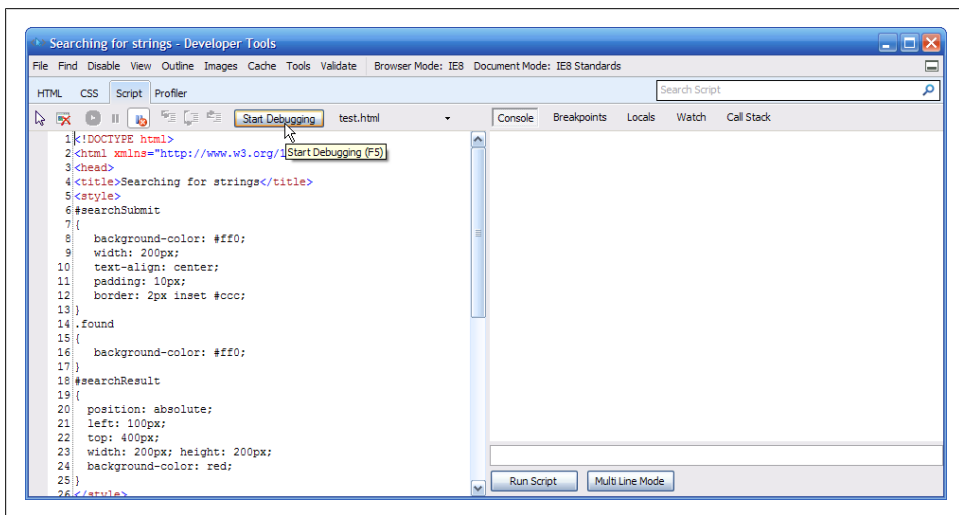 Searching for strings - Developer Tools
File Find Disable View Outline Images Cache Tools Validate Browser Mode: IE8 Document Mode: IE8 Standards
HTML CSS Script Profiler Search Script
Start Debugging test.html Console Breakpoints Locals Watch Call Stack
Start Debugging (F5)
1 <!DOCTYPE html>
2 <html xmlns="http://www.w3.org/1
3 <head>
4 <title>Searching for strings</title>
5 <style>
6 #searchSubmit
7 {
8 background-color: #ff0;
9 width: 200px;
10 text-align: center;
11 padding: 10px;
12 border: 2px inset #ccc;
13 }
14 .found
15 {
16 background-color: #ff0;
17 }
18 #searchResult
19 {
20 position: absolute;
21 left: 100px;
22 top: 400px;
23 width: 200px; height: 200px;
24 background-color: red;
25 }
26 </style>
Run Script Multi Line Mode